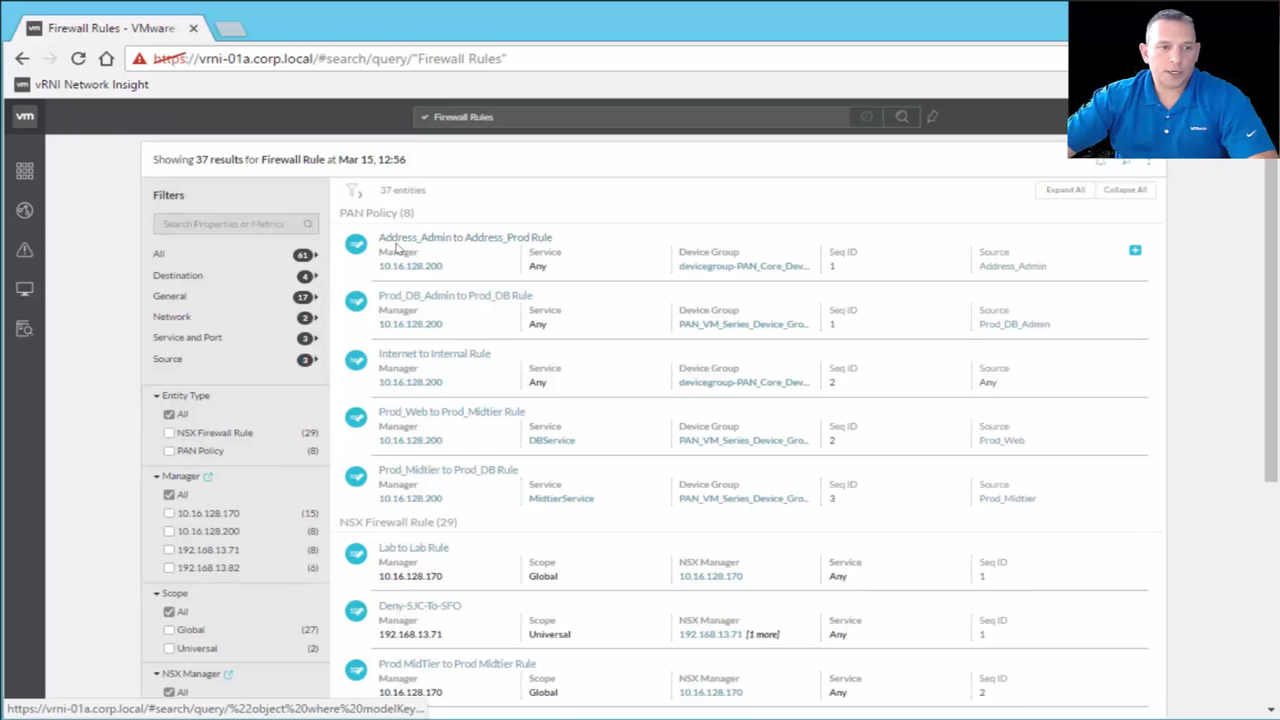 vm Firewall Rules - VMware
https://vrni-01a.corp.local/#search/query/"Firewall Rules"
vm vRNI Network Insight
vm Firewall Rules
Showing 37 results for Firewall Rule at Mar 15, 12:56
Filters
Search Properties or Metrics
All 61
Destination 4
General 17
Network 2
Service and Port 3
Source 3
Entity Type
All
NSX Firewall Rule (29)
PAN Policy (8)
Manager
All
10.16.128.170 (15)
10.16.128.200 (8)
192.168.13.71 (8)
192.168.13.82 (6)
Scope
All
Global (27)
Universal (2)
NSX Manager
All
37 entities Expand All Collapse All
PAN Policy (8)
Address_Admin to Address_Prod Rule
Manager Service Device Group Seq ID Source
10.16.128.200 Any devicegroup-PAN_Core_Dev... 1 Address_Admin
Prod_DB_Admin to Prod_DB Rule
Manager Service Device Group Seq ID Source
10.16.128.200 Any PAN_VM_Series_Device_Gro... 1 Prod_DB_Admin
Internet to Internal Rule
Manager Service Device Group Seq ID Source
10.16.128.200 Any devicegroup-PAN_Core_Dev... 2 Any
Prod_Web to Prod_Midtier Rule
Manager Service Device Group Seq ID Source
10.16.128.200 DBService PAN_VM_Series_Device_Gro... 2 Prod_Web
Prod_Midtier to Prod_DB Rule
Manager Service Device Group Seq ID Source
10.16.128.200 MidtierService PAN_VM_Series_Device_Gro... 3 Prod_Midtier
NSX Firewall Rule (29)
Lab to Lab Rule
Manager Scope NSX Manager Service Seq ID
10.16.128.170 Global 10.16.128.170 Any 1
Deny-SJC-To-SFO
Manager Scope NSX Manager Service Seq ID
192.168.13.71 Universal 192.168.13.71 [1 more] Any 1
Prod MidTier to Prod Midtier Rule
Manager Scope NSX Manager Service Seq ID
10.16.128.170 Global 10.16.128.170 Any 2
https://vrni-01a.corp.local/#search/query/%22object%20where%20modelKey...